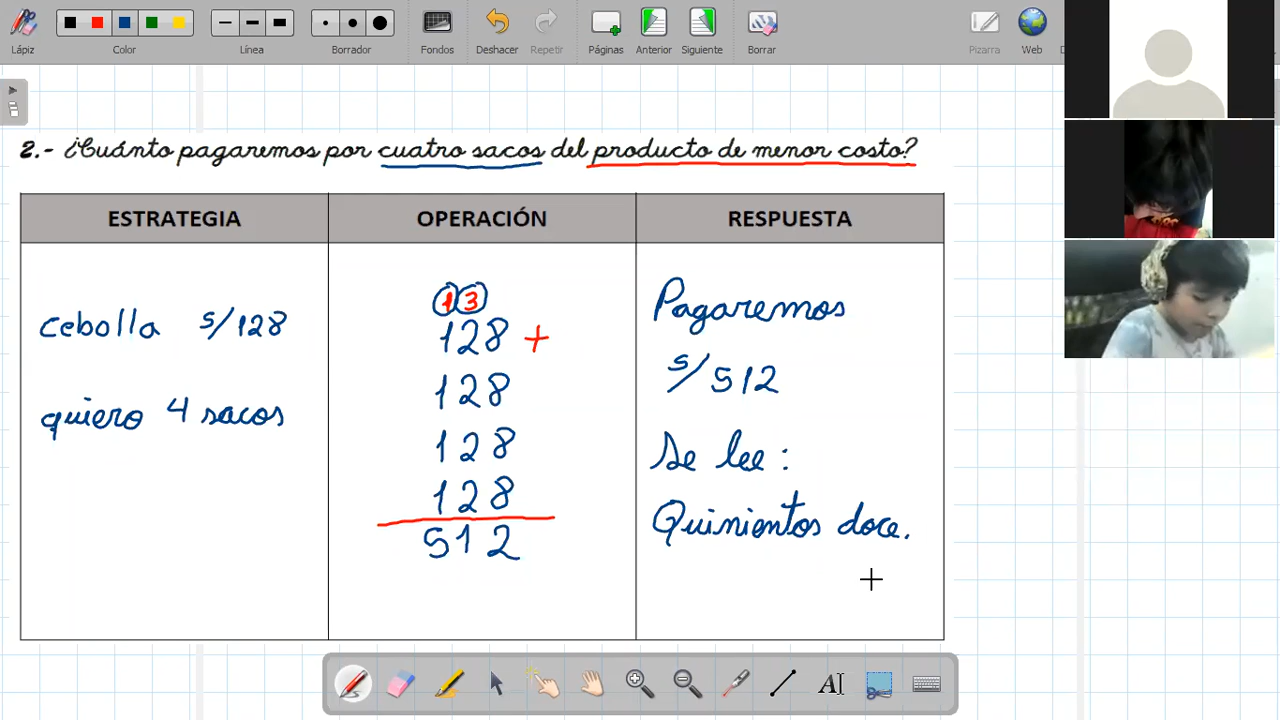 Lápiz Color Línea Borrador Fondos Deshacer Repetir Páginas Anterior Siguiente Borrar Pizarra Web
2.- ¿Cuánto pagaremos por cuatro sacos del producto de menor costo?
ESTRATEGIA OPERACIÓN RESPUESTA
cebolla s/128
quiero 4 sacos
1 3
128 +
128
128
128
512
Pagaremos
s/512
Se lee:
Quinientos doce.